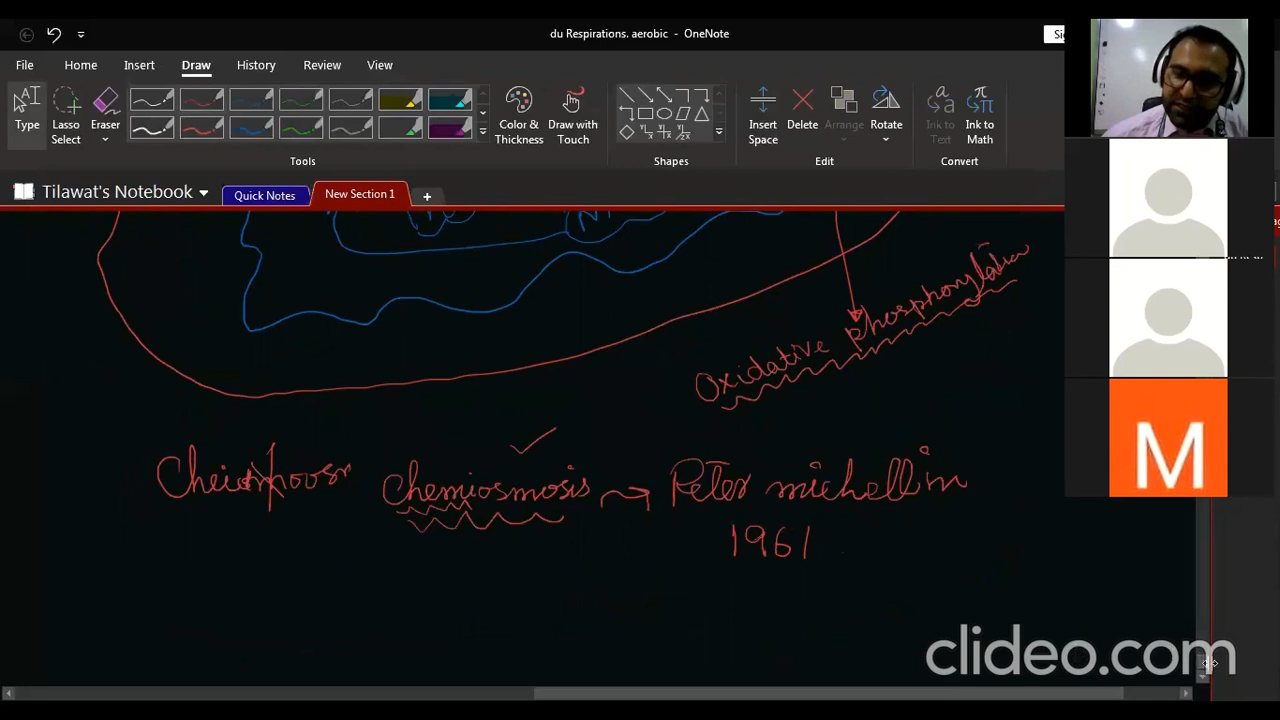 du Respirations. aerobic - OneNote
File Home Insert Draw History Review View
Type
Lasso Select
Eraser
Color & Thickness
Draw with Touch
Insert Space
Delete
Arrange
Rotate
Ink to Text
Ink to Math
Tools
Shapes
Edit
Convert
Tilawat's Notebook
Quick Notes
New Section 1
Oxidative phosphorylation
Chemiosmosis → Peter michellin
1961
M
clideo.com